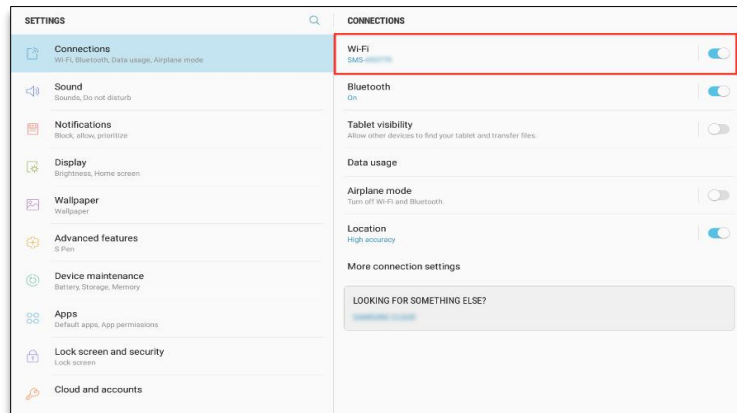 SETTINGS
Connections
Wi-Fi, Bluetooth, Data usage, Airplane mode
Sound
Sounds, Do not disturb
Notifications
Block, allow, prioritize
Display
Brightness, Home screen
Wallpaper
Wallpaper
Advanced features
S Pen
Device maintenance
Battery, Storage, Memory
Apps
Default apps, App permissions
Lock screen and security
Lock screen
Cloud and accounts
CONNECTIONS
Wi-Fi
SMS-
Bluetooth
On
Tablet visibility
Allow other devices to find your tablet and transfer files.
Data usage
Airplane mode
Turn off Wi-Fi and Bluetooth.
Location
High accuracy
More connection settings
LOOKING FOR SOMETHING ELSE?